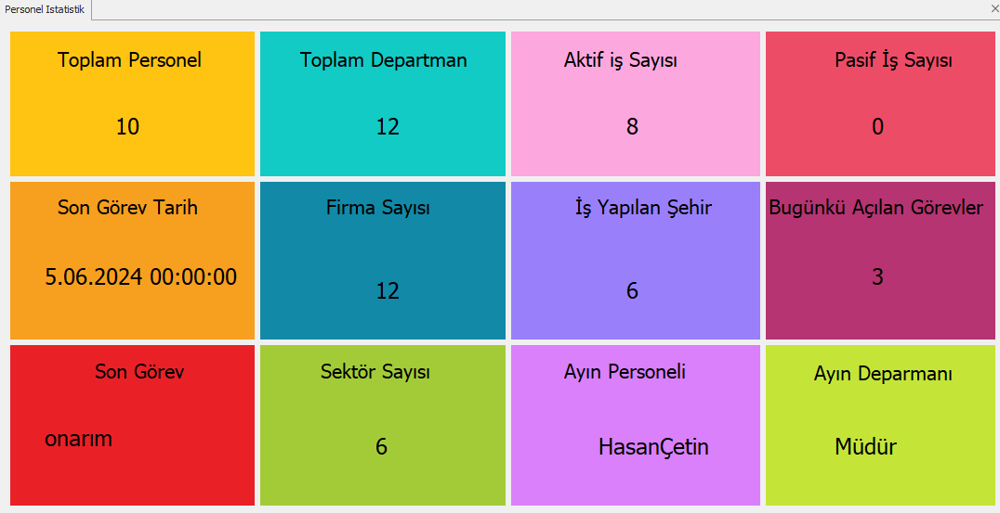 Personel Istatistik
Toplam Personel
10
Toplam Departman
12
Aktif iş Sayısı
8
Pasif İş Sayısı
0
Son Görev Tarih
5.06.2024 00:00:00
Firma Sayısı
12
İş Yapılan Şehir
6
Bugünkü Açılan Görevler
3
Son Görev
onarım
Sektör Sayısı
6
Ayın Personeli
HasanÇetin
Ayın Deparmanı
Müdür